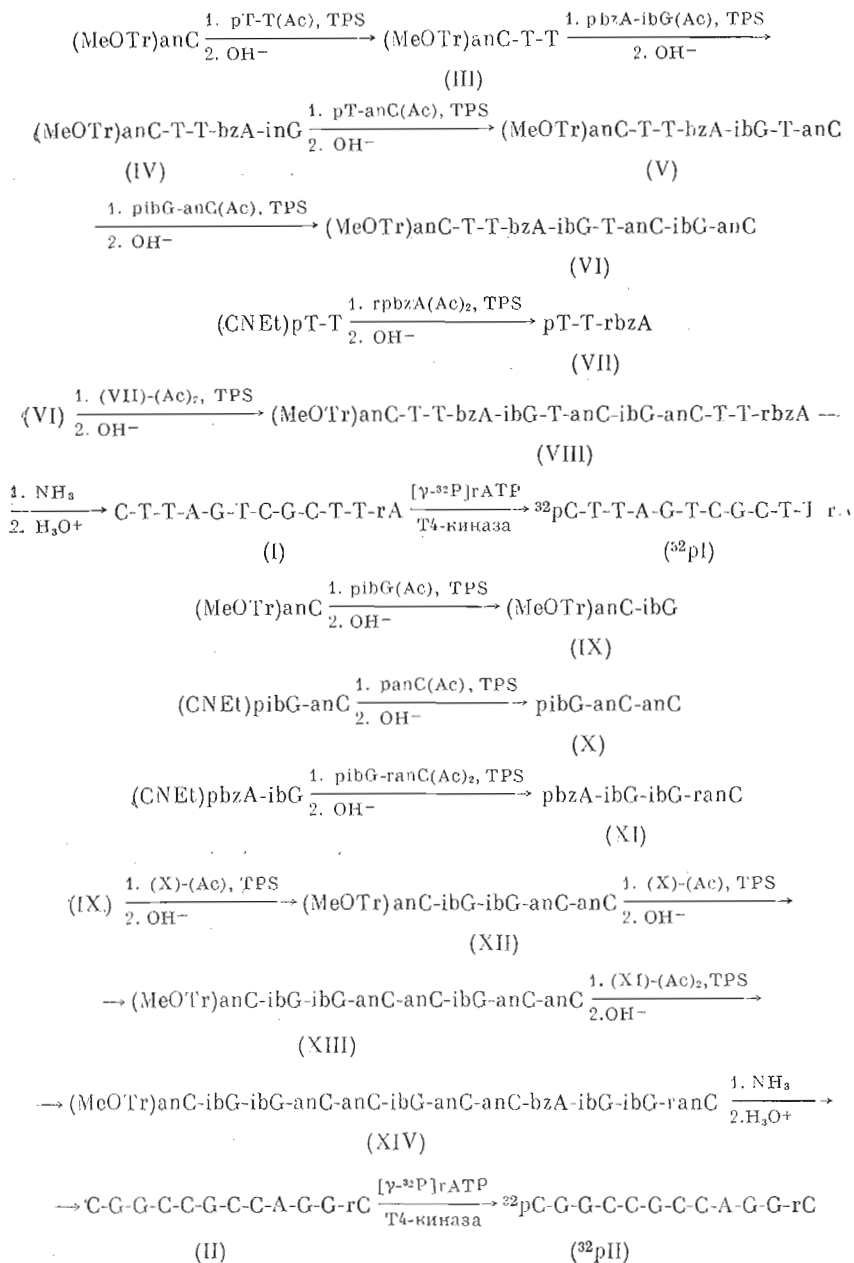 1. pT-T(Ac), TPS 1. pbzA-ibG(Ac), TPS
(MeOTr)anC → (MeOTr)anC-T-T →
2. OH− 2. OH−
(III)
1. pT-anC(Ac), TPS
(MeOTr)anC-T-T-bzA-inG → (MeOTr)anC-T-T-bzA-ibG-T-anC
2. OH−
(IV) (V)
1. pibG-anC(Ac), TPS
→ (MeOTr)anC-T-T-bzA-ibG-T-anC-ibG-anC
2. OH−
(VI)
1. rpbzA(Ac)₂, TPS
(CNEt)pT-T → pT-T-rbzA
2. OH−
(VII)
1. (VII)-(Ac)₂, TPS
(VI) → (MeOTr)anC-T-T-bzA-ibG-T-anC-ibG-anC-T-T-rbzA —
2. OH−
(VIII)
1. NH₃ [γ-³²P]rATP
→ C-T-T-A-G-T-C-G-C-T-T-rA → ³²pC-T-T-A-G-T-C-G-C-T-T
2. H₃O+ T4-киназа
(I) (³²pI)
1. pibG(Ac), TPS
(MeOTr)anC → (MeOTr)anC-ibG
2. OH−
(IX)
1. panC(Ac), TPS
(CNEt)pibG-anC → pibG-anC-anC
2. OH−
(X)
1. pibG-ranC(Ac)₂, TPS
(CNEt)pbzA-ibG → pbzA-ibG-ibG-ranC
2. OH−
(XI)
1. (X)-(Ac), TPS 1. (X)-(Ac), TPS
(IX) → (MeOTr)anC-ibG-ibG-anC-anC →
2. OH− 2. OH−
(XII)
1. (XI)-(Ac)₂,TPS
→ (MeOTr)anC-ibG-ibG-anC-anC-ibG-anC-anC →
2.OH−
(XIII)
1. NH₃
→ (MeOTr)anC-ibG-ibG-anC-anC-ibG-anC-anC-bzA-ibG-ibG-ranC →
2.H₃O+
(XIV)
[γ-³²P]rATP
→ C-G-G-C-C-G-C-C-A-G-G-rC → ³²pC-G-G-C-C-G-C-C-A-G-G-rC
T4-киназа
(II) (³²pII)